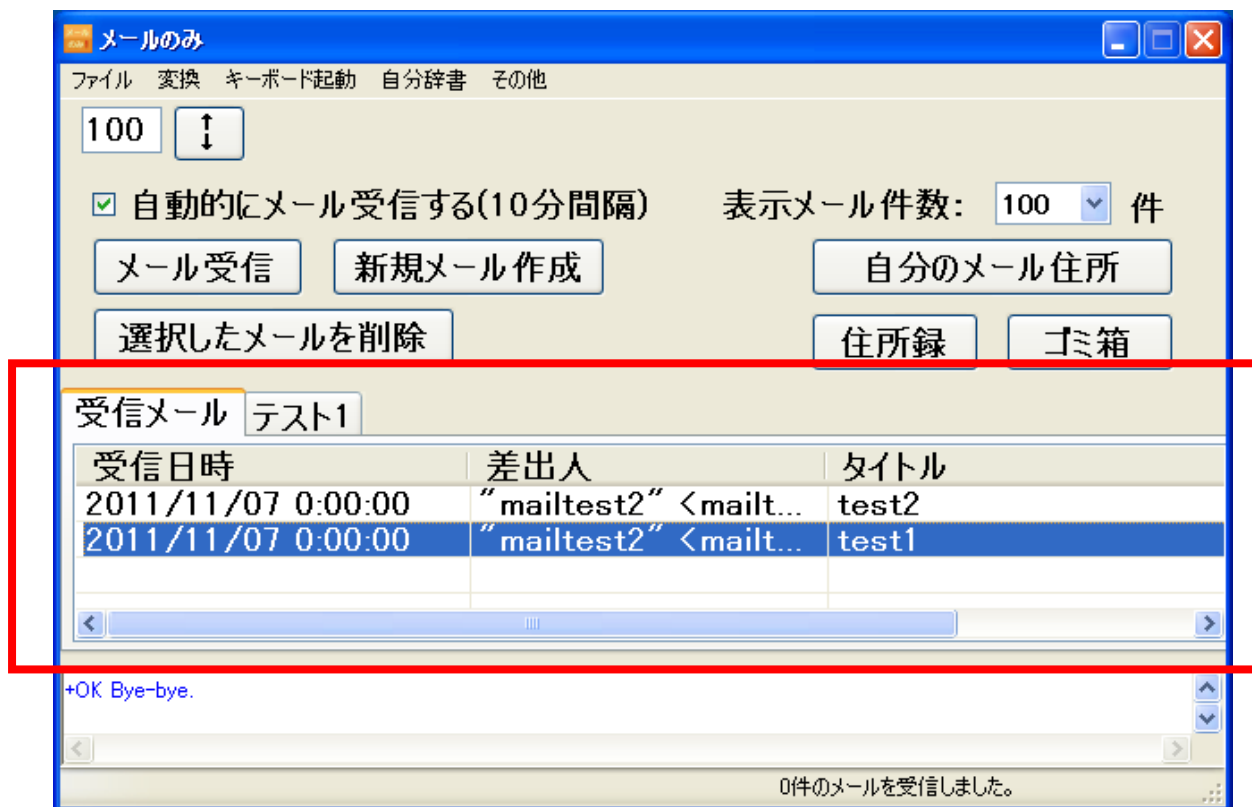 メールのみ
ファイル 変換 キーボード起動 自分辞書 その他
100
自動的にメール受信する(10分間隔) 表示メール件数: 100 件
メール受信 新規メール作成 自分のメール住所
選択したメールを削除 住所録 ゴミ箱
受信メール テスト1
受信日時 差出人 タイトル
2011/11/07 0:00:00 "mailtest2" <mailt... test2
2011/11/07 0:00:00 "mailtest2" <mailt... test1
+OK Bye-bye.
0件のメールを受信しました。